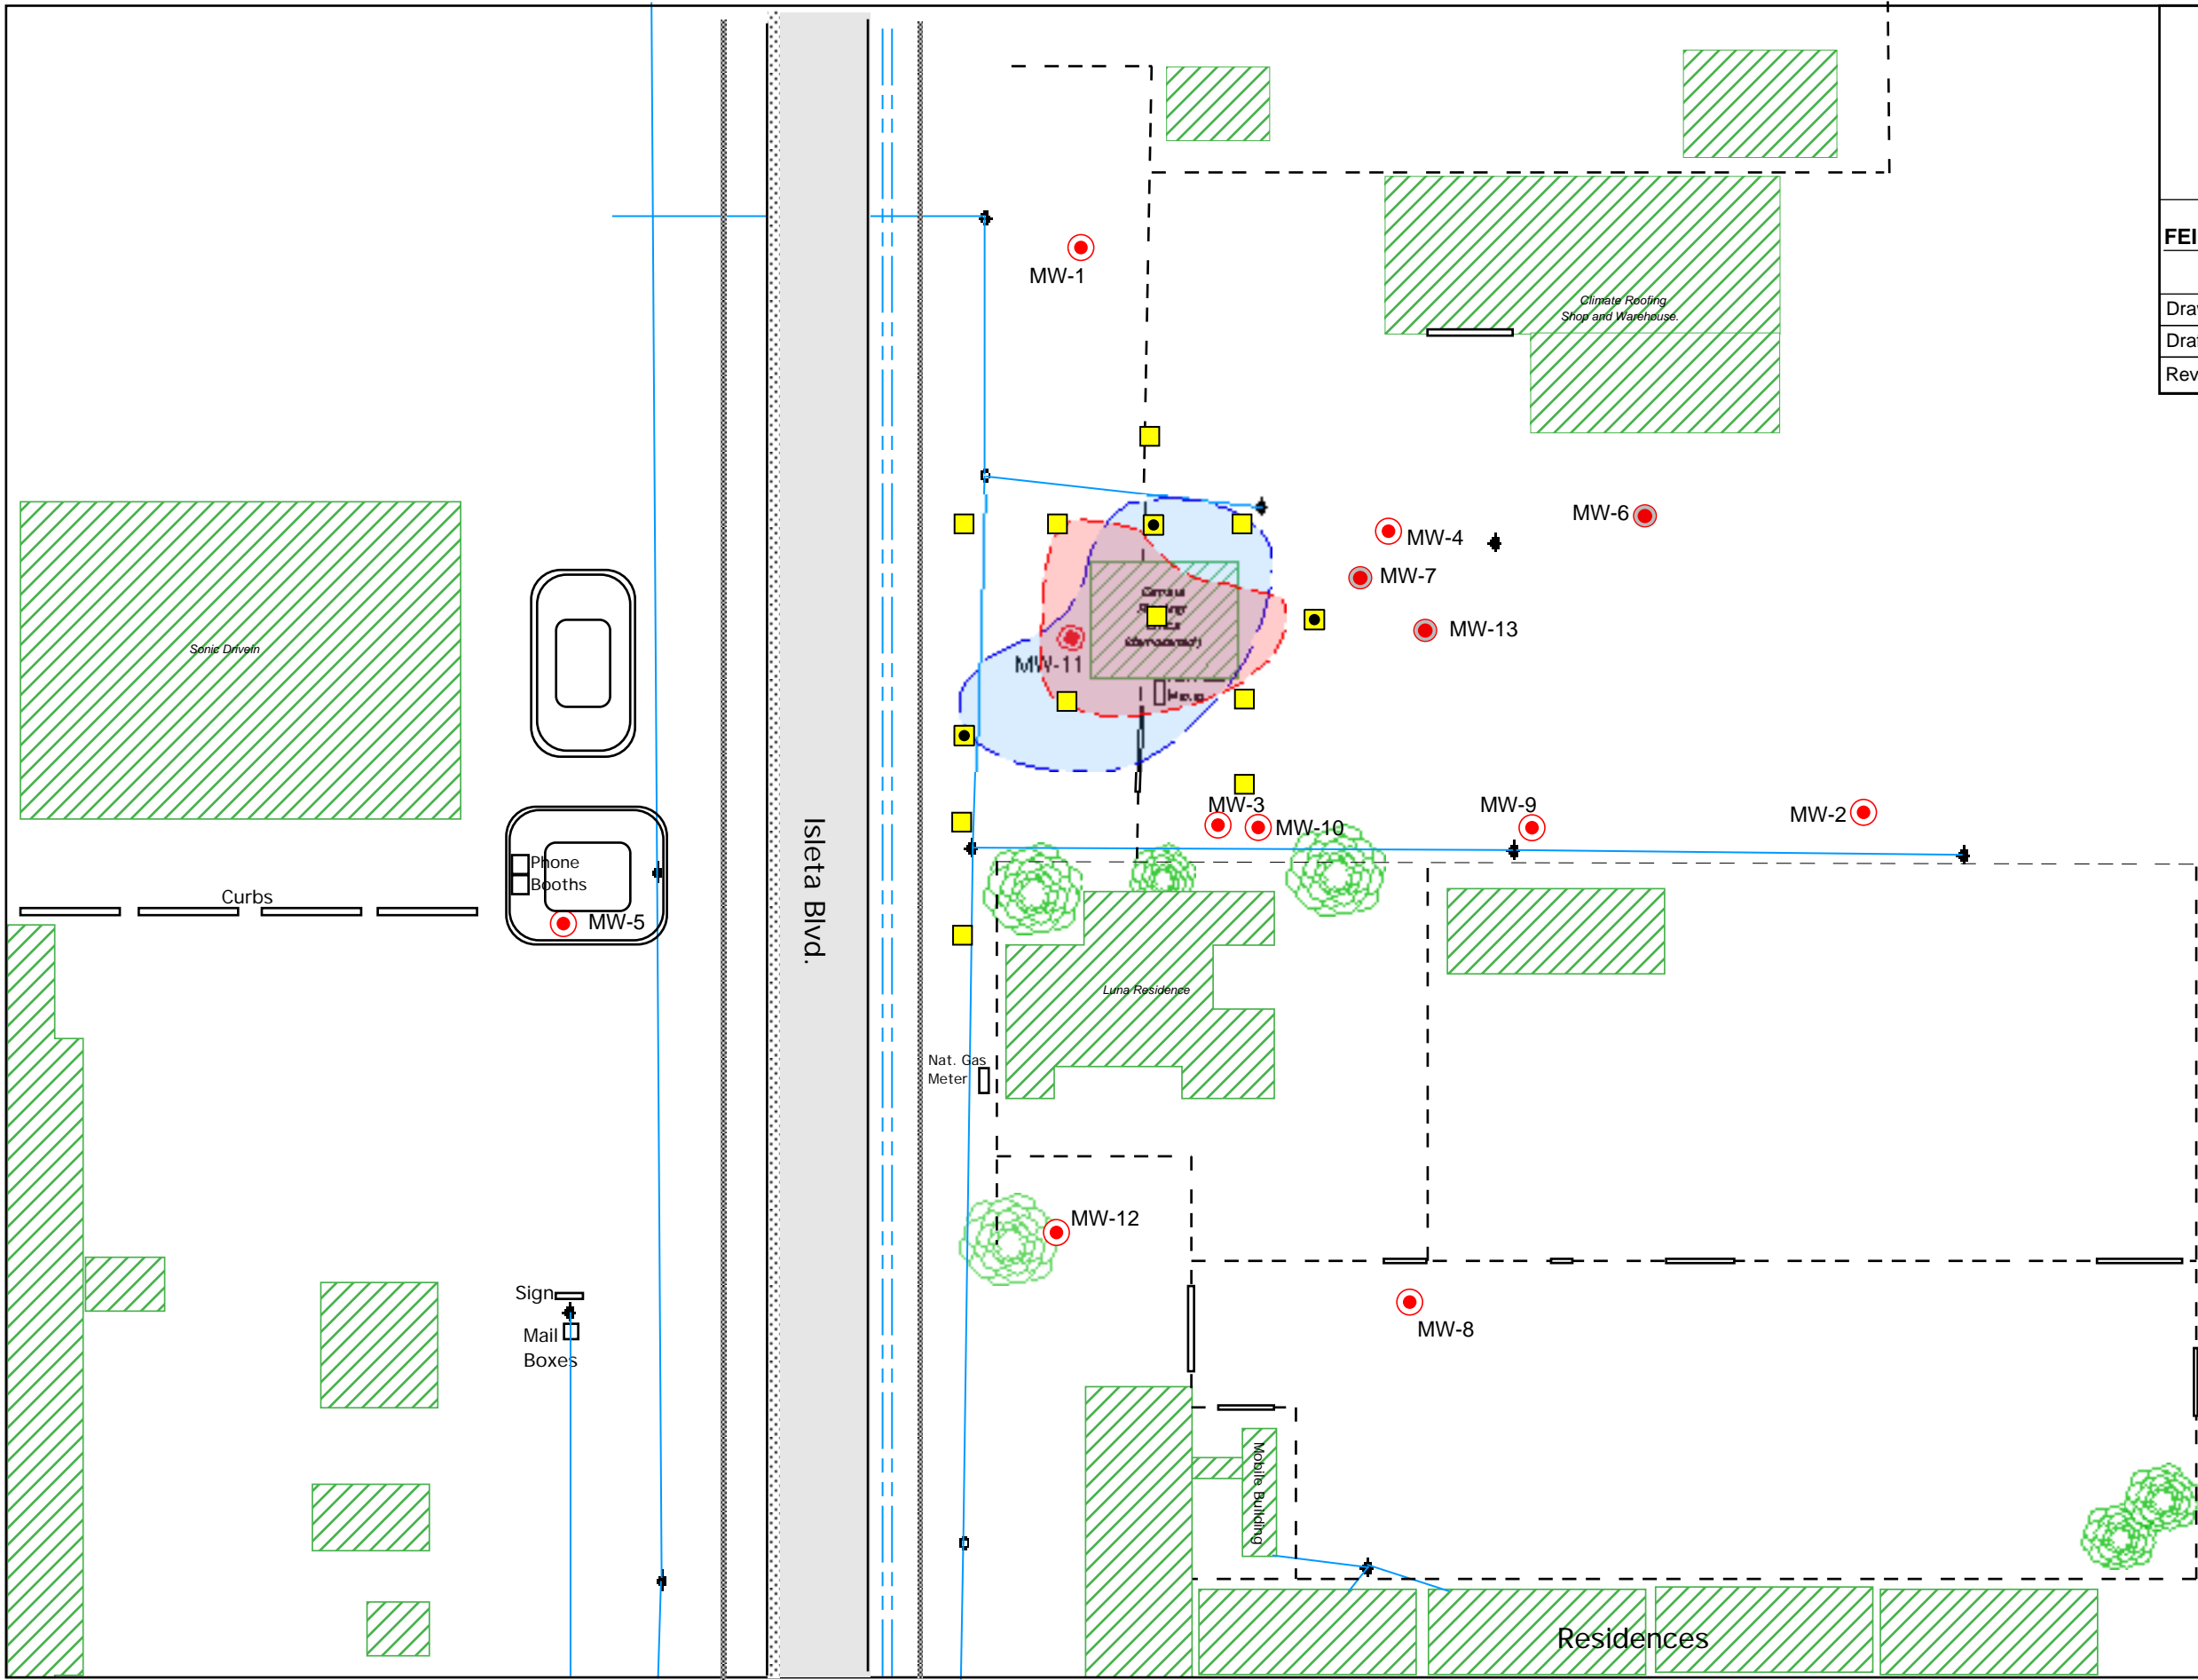 FEI
Dra
Dra
Rev
MW-1
Climate Roofing
Shop and Warehouse.
MW-6
MW-4
MW-7
MW-13
Sonic Drivein
(demolished)
MW-11
MW-3
MW-10
MW-9
MW-2
Isleta Blvd.
Phone
Booths
Curbs
MW-5
Luna Residence
Nat. Gas
Meter
MW-12
Sign
Mail
Boxes
MW-8
Mobile Building
Residences